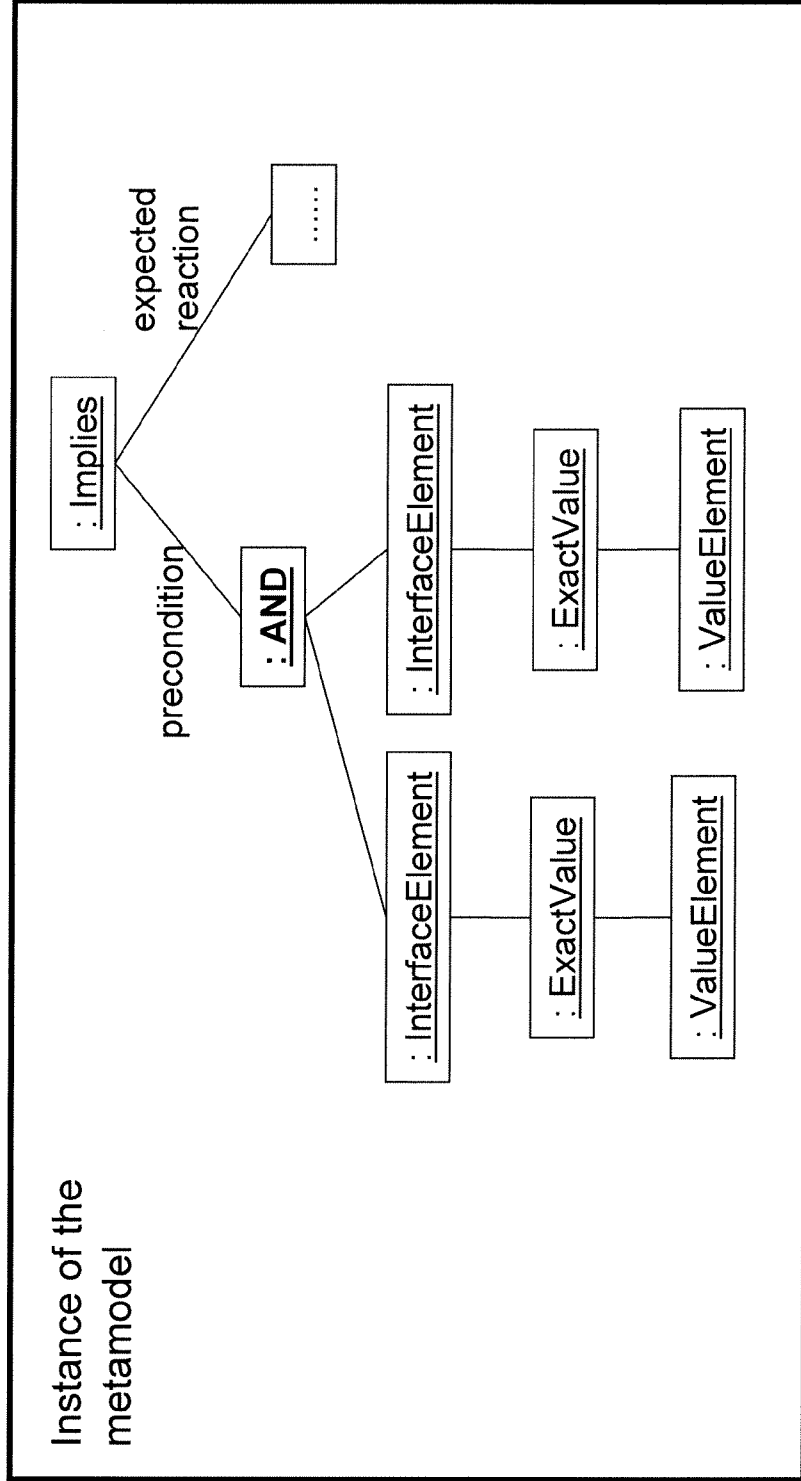 Instance of the
metamodel
: Implies
precondition
expected
reaction
: AND
......
: InterfaceElement
: InterfaceElement
: ExactValue
: ExactValue
: ValueElement
: ValueElement